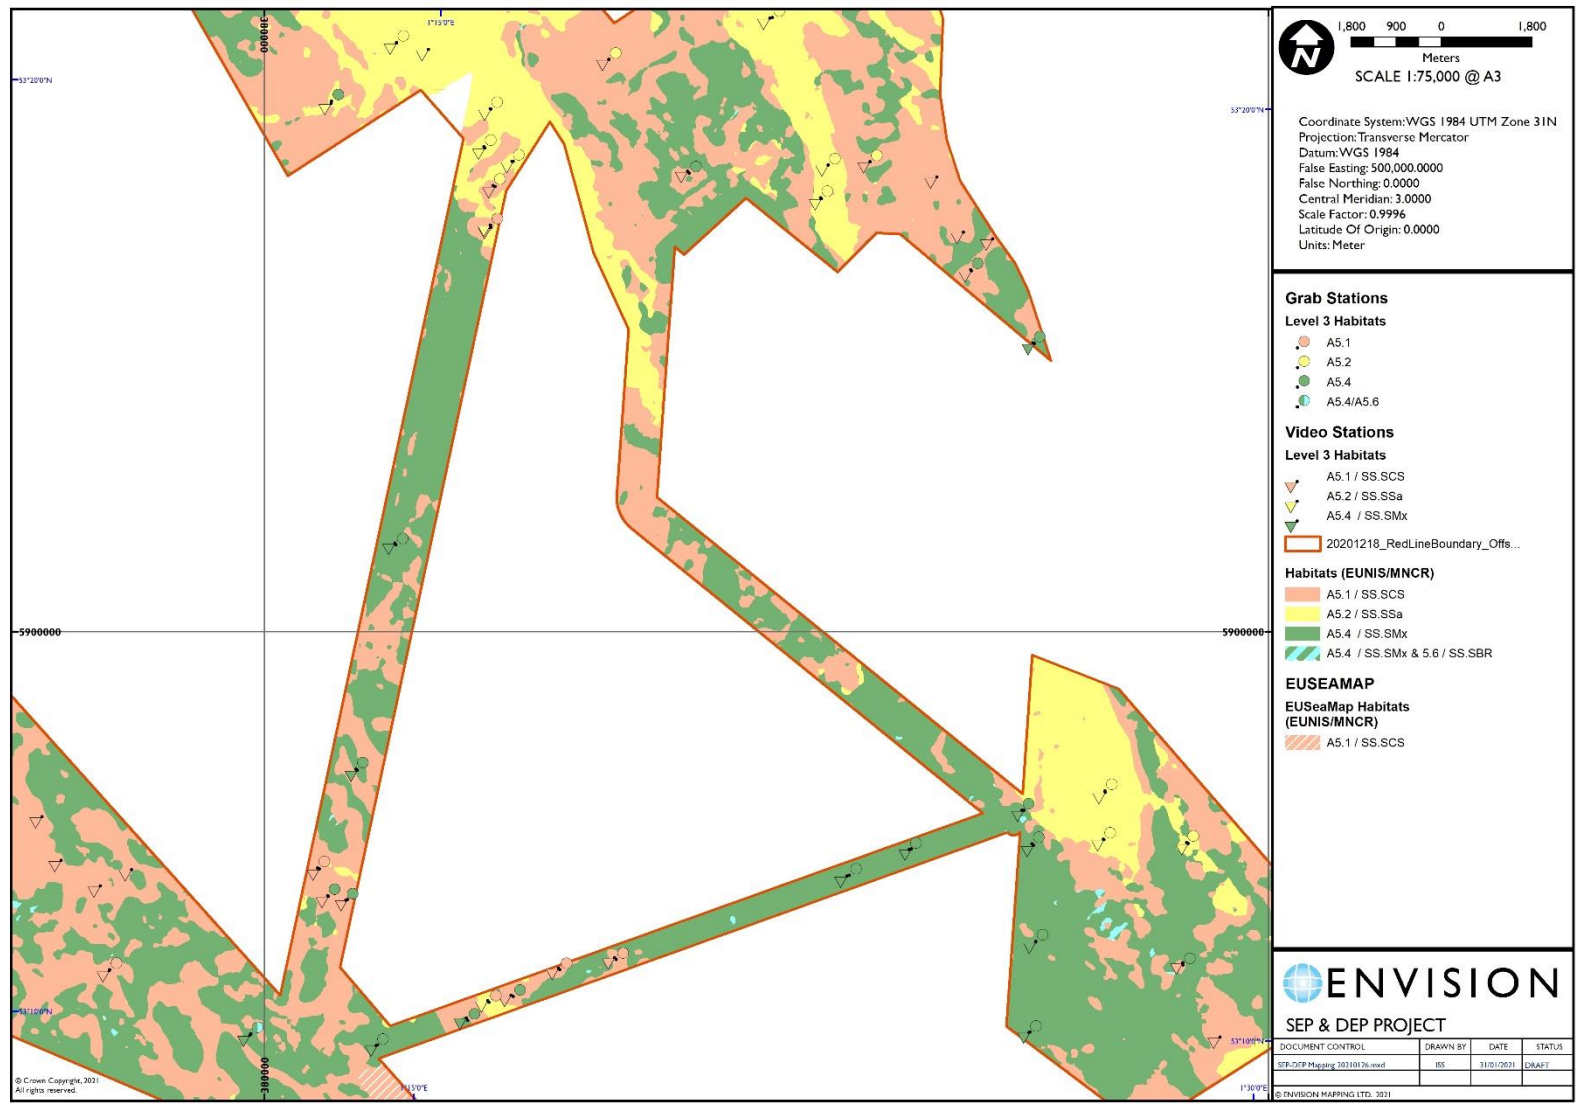 380000
1°15'0"E
53°20'0"N
53°20'0"N
5900000
5900000
53°10'0"N
53°10'0"N
380000
1°15'0"E
1°30'0"E
© Crown Copyright, 2021
All rights reserved.
N
1,800 900 0 1,800
Meters
SCALE 1:75,000 @ A3
Coordinate System: WGS 1984 UTM Zone 31N
Projection: Transverse Mercator
Datum: WGS 1984
False Easting: 500,000.0000
False Northing: 0.0000
Central Meridian: 3.0000
Scale Factor: 0.9996
Latitude Of Origin: 0.0000
Units: Meter
Grab Stations
Level 3 Habitats
A5.1
A5.2
A5.4
A5.4/A5.6
Video Stations
Level 3 Habitats
A5.1 / SS.SCS
A5.2 / SS.SSa
A5.4 / SS.SMx
20201218_RedLineBoundary_Offs...
Habitats (EUNIS/MNCR)
A5.1 / SS.SCS
A5.2 / SS.SSa
A5.4 / SS.SMx
A5.4 / SS.SMx & 5.6 / SS.SBR
EUSEAMAP
EUSeaMap Habitats
(EUNIS/MNCR)
A5.1 / SS.SCS
ENVISION
SEP & DEP PROJECT
DOCUMENT CONTROL DRAWN BY DATE STATUS
SEP-DEP Mapping 20210126.mxd ISS 31/01/2021 DRAFT
© ENVISION MAPPING LTD. 2021